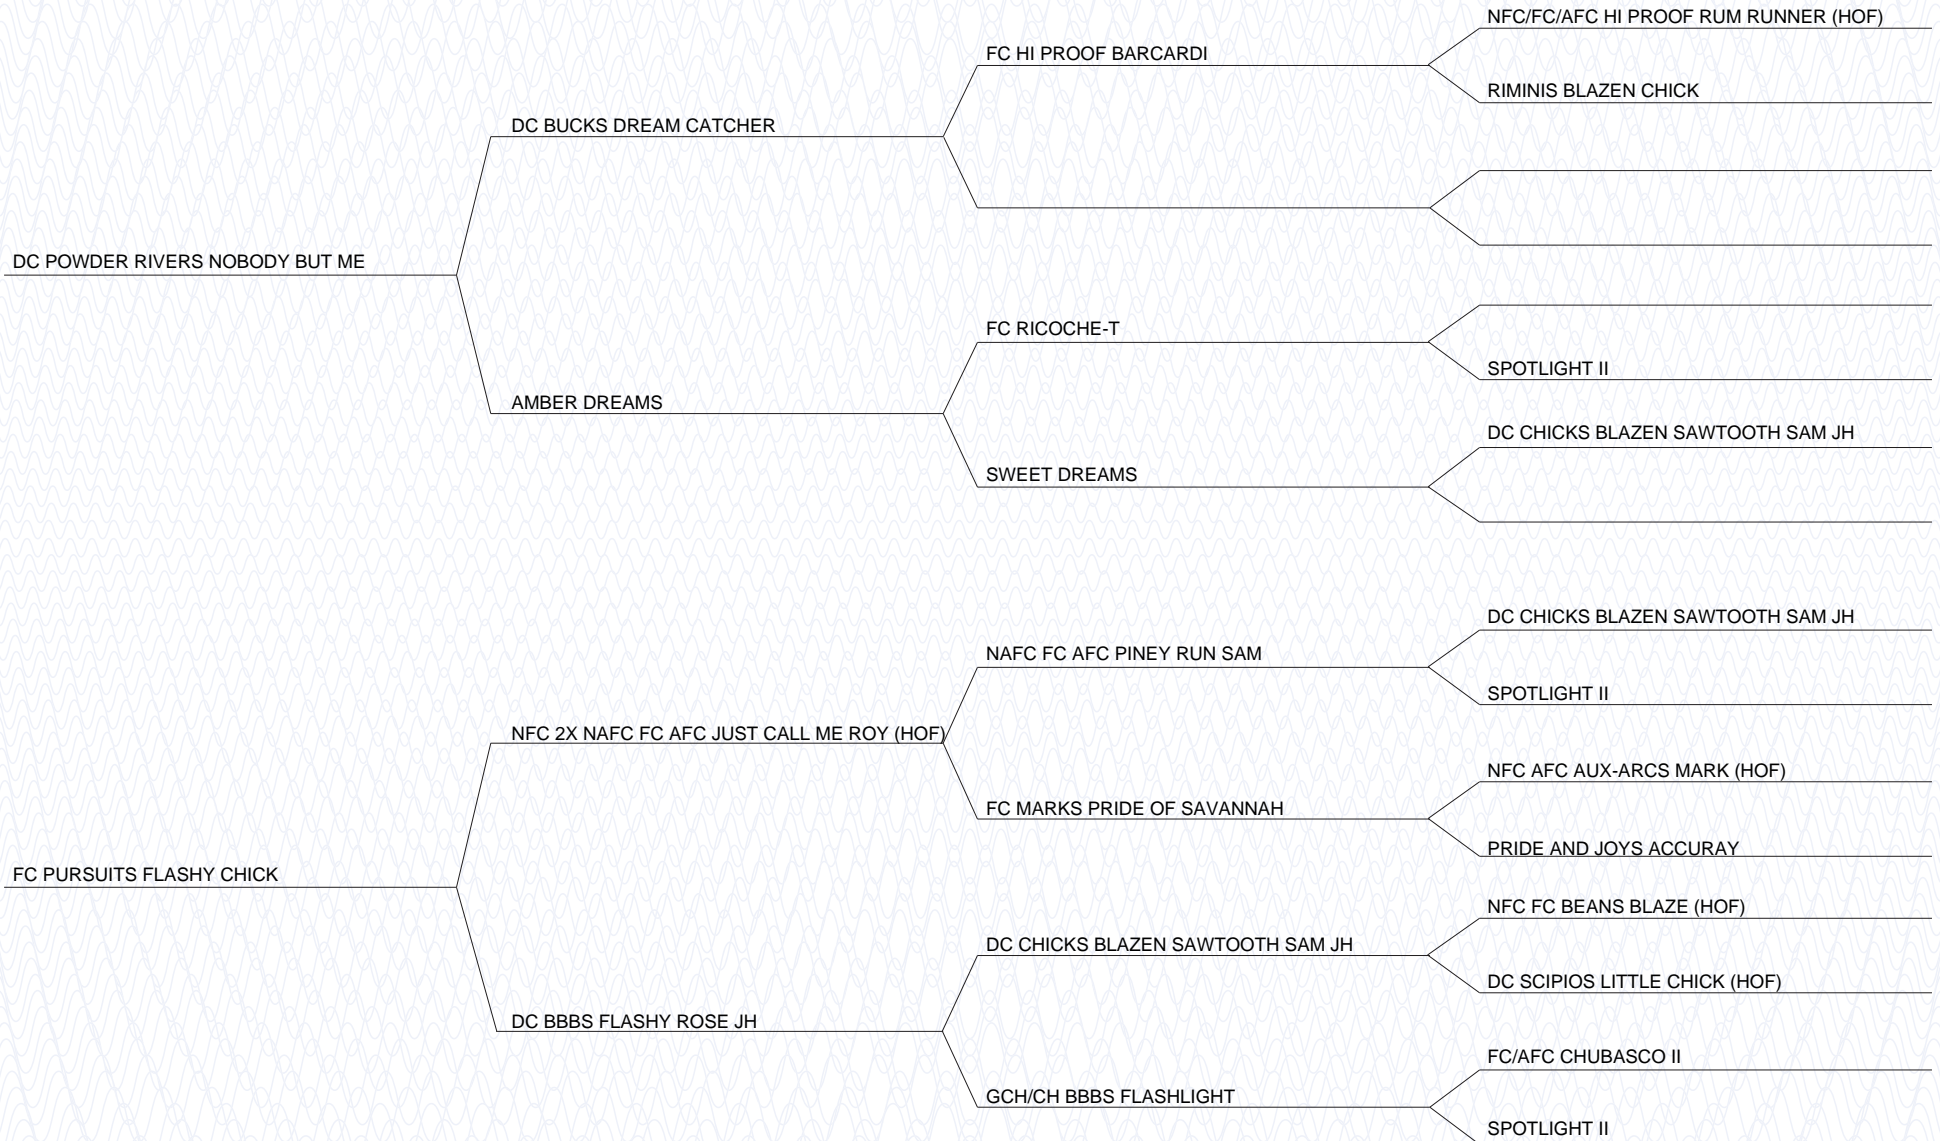 NFC/FC/AFC HI PROOF RUM RUNNER (HOF)
FC HI PROOF BARCARDI
RIMINIS BLAZEN CHICK
DC BUCKS DREAM CATCHER
DC POWDER RIVERS NOBODY BUT ME
FC RICOCHE-T
SPOTLIGHT II
AMBER DREAMS
DC CHICKS BLAZEN SAWTOOTH SAM JH
SWEET DREAMS
DC CHICKS BLAZEN SAWTOOTH SAM JH
NAFC FC AFC PINEY RUN SAM
SPOTLIGHT II
NFC 2X NAFC FC AFC JUST CALL ME ROY (HOF)
NFC AFC AUX-ARCS MARK (HOF)
FC MARKS PRIDE OF SAVANNAH
PRIDE AND JOYS ACCURAY
FC PURSUITS FLASHY CHICK
NFC FC BEANS BLAZE (HOF)
DC CHICKS BLAZEN SAWTOOTH SAM JH
DC SCIPIOS LITTLE CHICK (HOF)
DC BBBS FLASHY ROSE JH
FC/AFC CHUBASCO II
GCH/CH BBBS FLASHLIGHT
SPOTLIGHT II